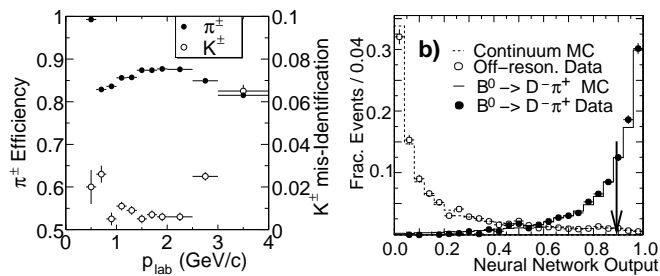 π± Efficiency
1
0.9
0.8
0.7
0.6
0.5
π±
K±
0.1
0.08
0.06
0.04
0.02
0
K± mis-Identification
0 1 2 3 4
p_lab (GeV/c)
b)
Continuum MC
Off-reson. Data
B⁰ –> D⁻π⁺ MC
B⁰ –> D⁻π⁺ Data
Frac. Events / 0.04
0.3
0.2
0.1
0.0 0.2 0.4 0.6 0.8 1.0
Neural Network Output